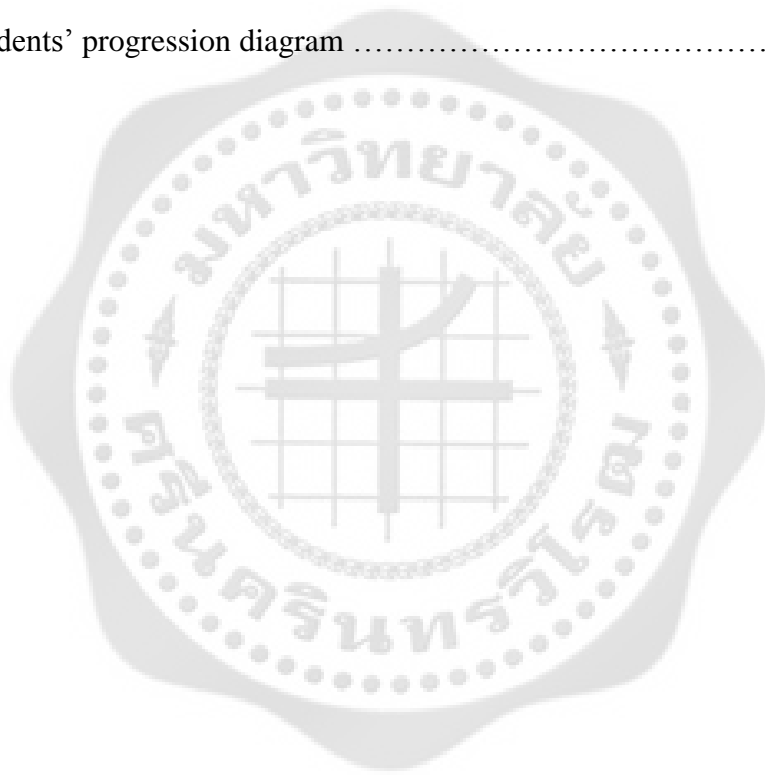 dents’ progression diagram …………………………………
มหาวิทยาลัย
ศรีนครินทรวิโรฒ